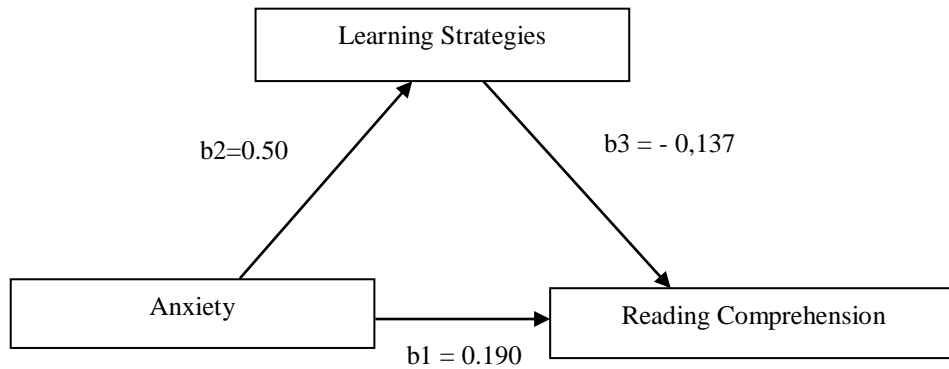 Learning Strategies
b2=0.50
b3 = - 0,137
Anxiety
Reading Comprehension
b1 = 0.190